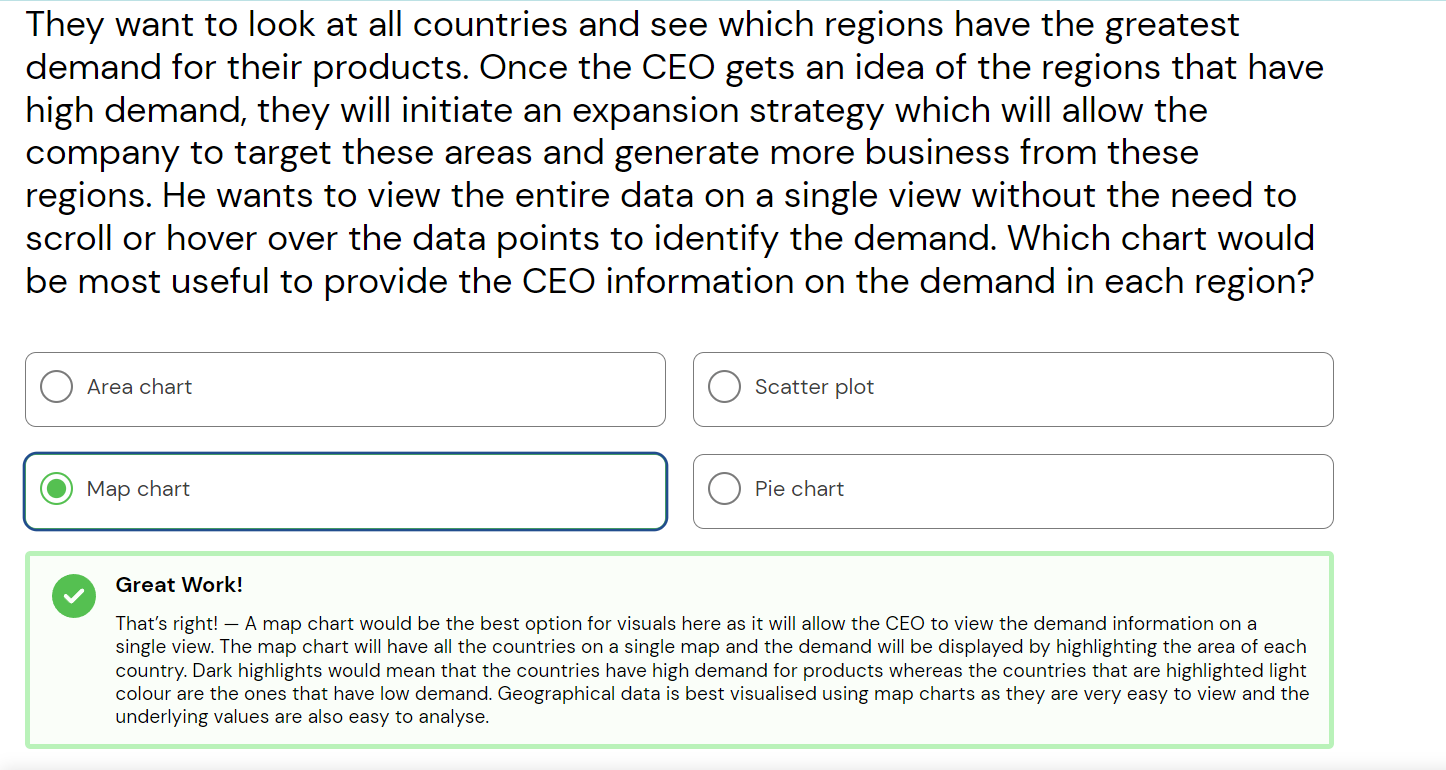 They want to look at all countries and see which regions have the greatest
demand for their products. Once the CEO gets an idea of the regions that have
high demand, they will initiate an expansion strategy which will allow the
company to target these areas and generate more business from these
regions. He wants to view the entire data on a single view without the need to
scroll or hover over the data points to identify the demand. Which chart would
be most useful to provide the CEO information on the demand in each region?
Area chart
Scatter plot
Map chart
Pie chart
Great Work!
That's right! — A map chart would be the best option for visuals here as it will allow the CEO to view the demand information on a
single view. The map chart will have all the countries on a single map and the demand will be displayed by highlighting the area of each
country. Dark highlights would mean that the countries have high demand for products whereas the countries that are highlighted light
colour are the ones that have low demand. Geographical data is best visualised using map charts as they are very easy to view and the
underlying values are also easy to analyse.